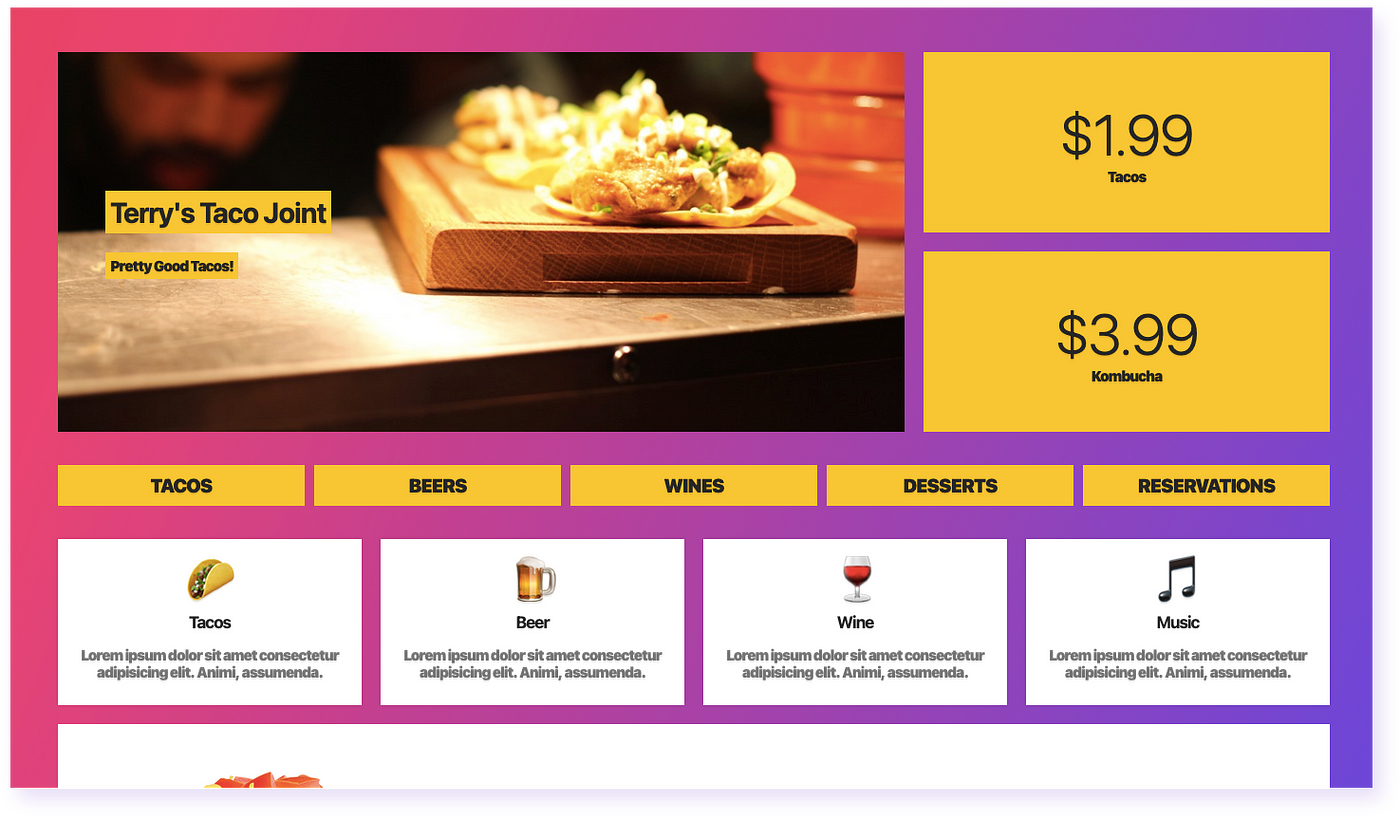 Terry's Taco Joint
Pretty Good Tacos!
$1.99
Tacos
$3.99
Kombucha
TACOS
BEERS
WINES
DESSERTS
RESERVATIONS
Tacos
Lorem ipsum dolor sit amet consectetur
adipisicing elit. Animi, assumenda.
Beer
Lorem ipsum dolor sit amet consectetur
adipisicing elit. Animi, assumenda.
Wine
Lorem ipsum dolor sit amet consectetur
adipisicing elit. Animi, assumenda.
Music
Lorem ipsum dolor sit amet consectetur
adipisicing elit. Animi, assumenda.